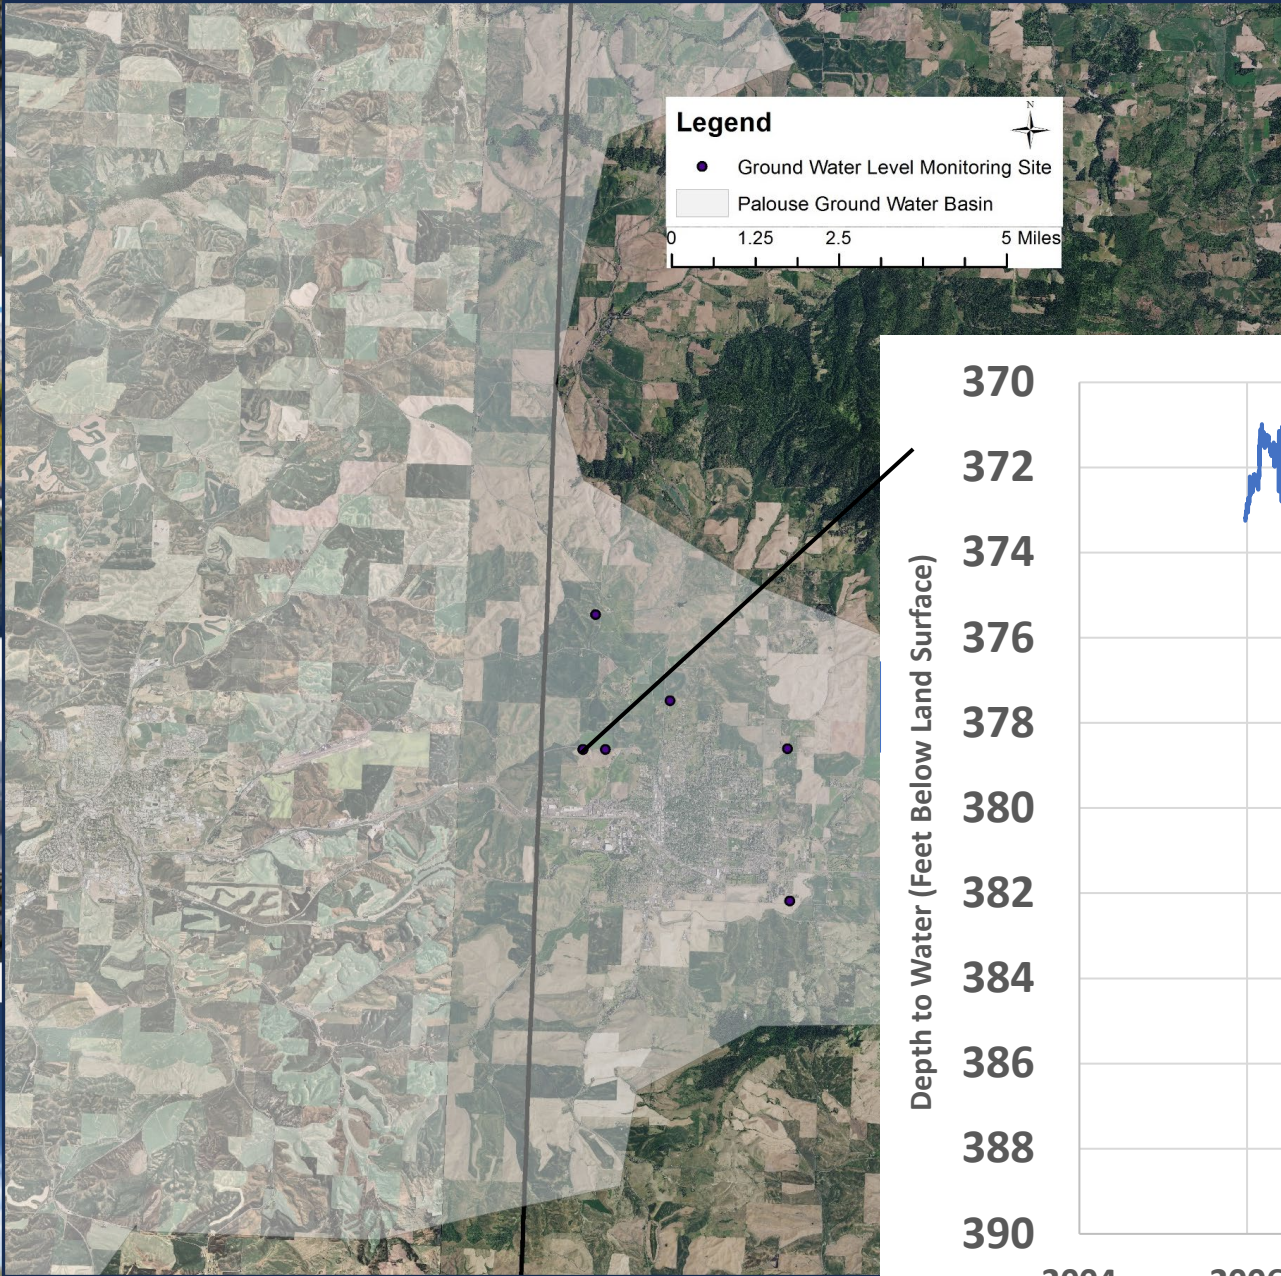 Legend
N
Ground Water Level Monitoring Site
Palouse Ground Water Basin
0 1.25 2.5 5 Miles
Depth to Water (Feet Below Land Surface)
370
372
374
376
378
380
382
384
386
388
390